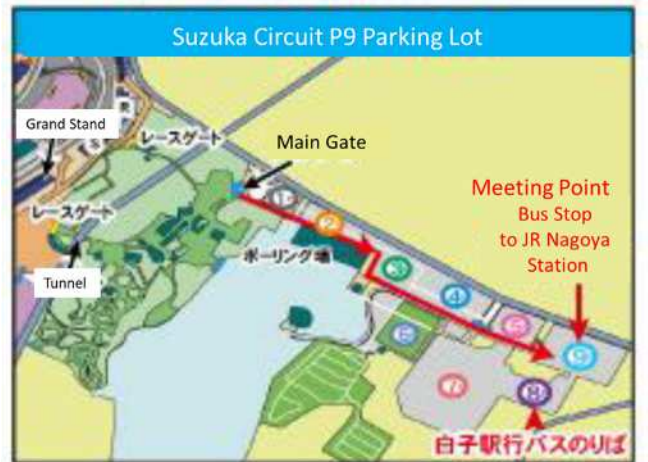 Suzuka Circuit P9 Parking Lot
Grand Stand
レースゲート
Main Gate
レースゲート
Tunnel
ボーリング場
Meeting Point
Bus Stop
to JR Nagoya
Station
①
②
③
④
⑤
⑥
⑦
⑧
⑨
白子駅行バスのりば